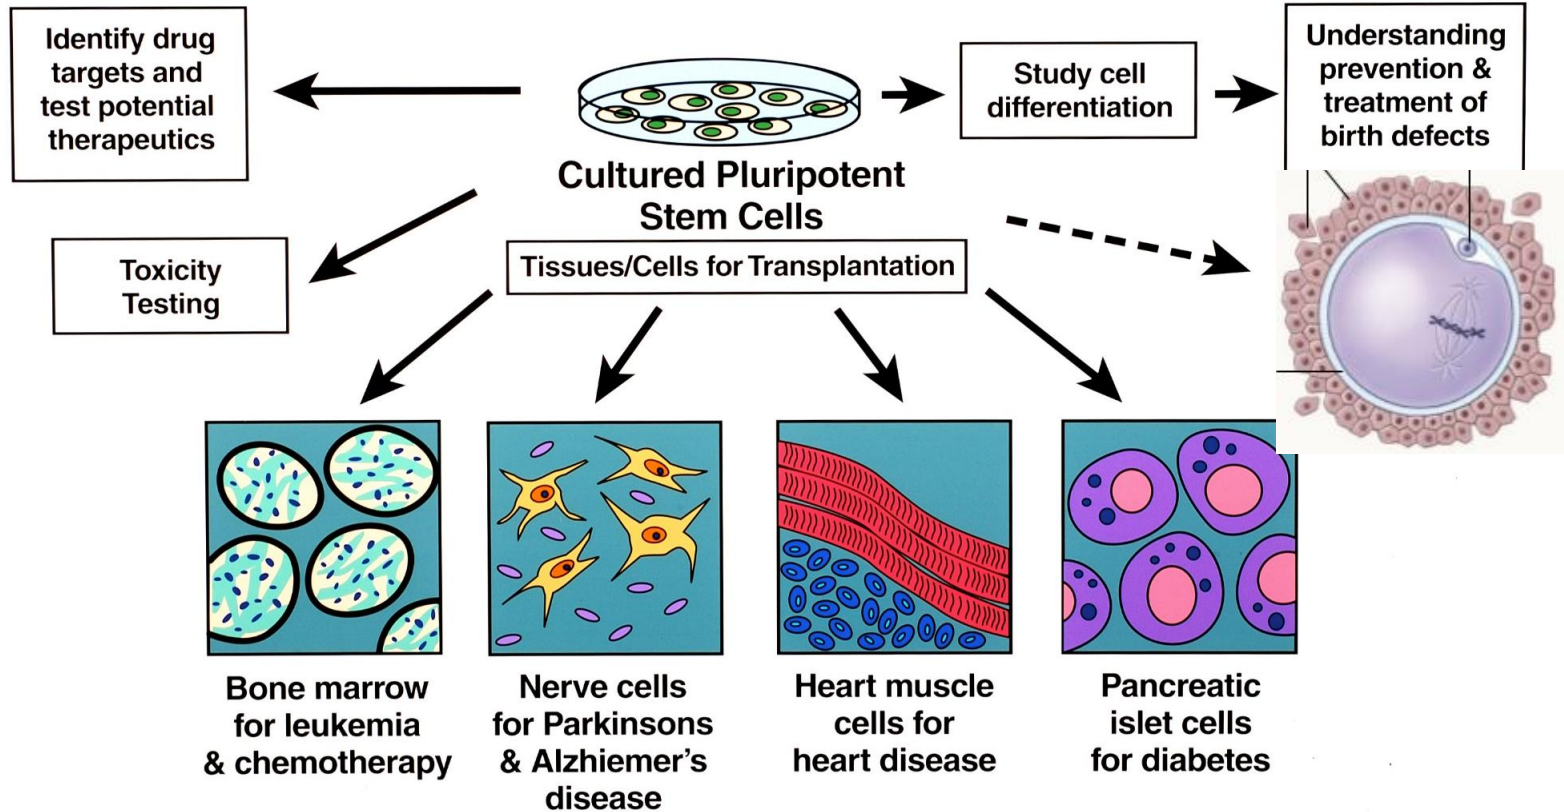 Identify drug
targets and
test potential
therapeutics
Study cell
differentiation
Understanding
prevention &
treatment of
birth defects
Cultured Pluripotent
Stem Cells
Toxicity
Testing
Tissues/Cells for Transplantation
Bone marrow
for leukemia
& chemotherapy
Nerve cells
for Parkinsons
& Alzhiemer's
disease
Heart muscle
cells for
heart disease
Pancreatic
islet cells
for diabetes